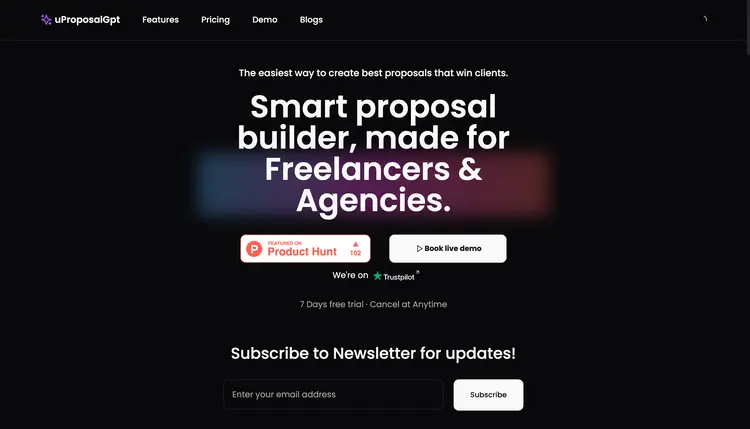 uProposalGpt Features Pricing Demo Blogs
The easiest way to create best proposals that win clients.
Smart proposal
builder, made for
Freelancers &
Agencies.
P FEATURED ON
Product Hunt 102
Book live demo
We're on Trustpilot
7 Days free trial · Cancel at Anytime
Subscribe to Newsletter for updates!
Enter your email address Subscribe